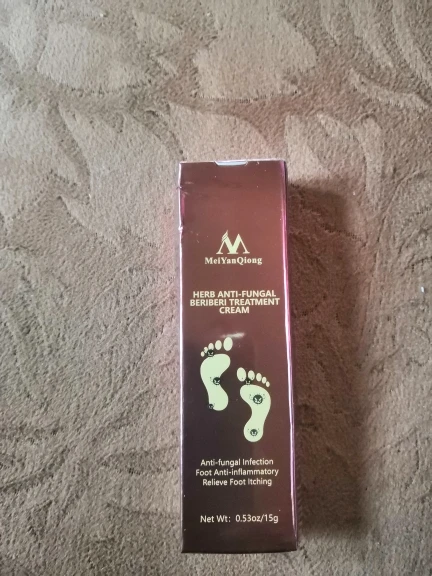 MeiYanQiong
HERB ANTI-FUNGAL
BERIBERI TREATMENT
CREAM
Anti-fungal Infection
Foot Anti-inflammatory
Relieve Foot Itching
Net Wt: 0.53oz/15g